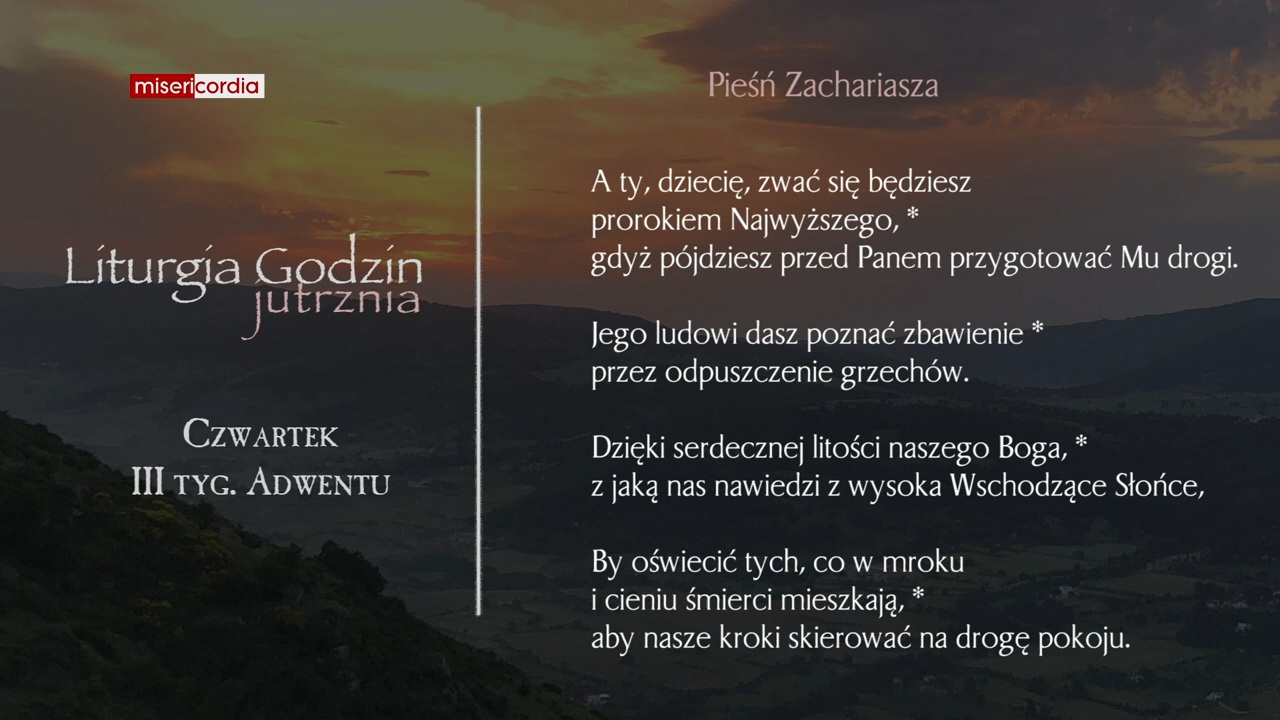 misericordia
Liturgia Godzin
jutrznia
Czwartek
III tyg. Adwentu
Pieśń Zachariasza
A ty, dziecię, zwać się będziesz
prorokiem Najwyższego, *
gdyż pójdziesz przed Panem przygotować Mu drogi.
Jego ludowi dasz poznać zbawienie *
przez odpuszczenie grzechów.
Dzięki serdecznej litości naszego Boga, *
z jaką nas nawiedzi z wysoka Wschodzące Słońce,
By oświecić tych, co w mroku
i cieniu śmierci mieszkają, *
aby nasze kroki skierować na drogę pokoju.